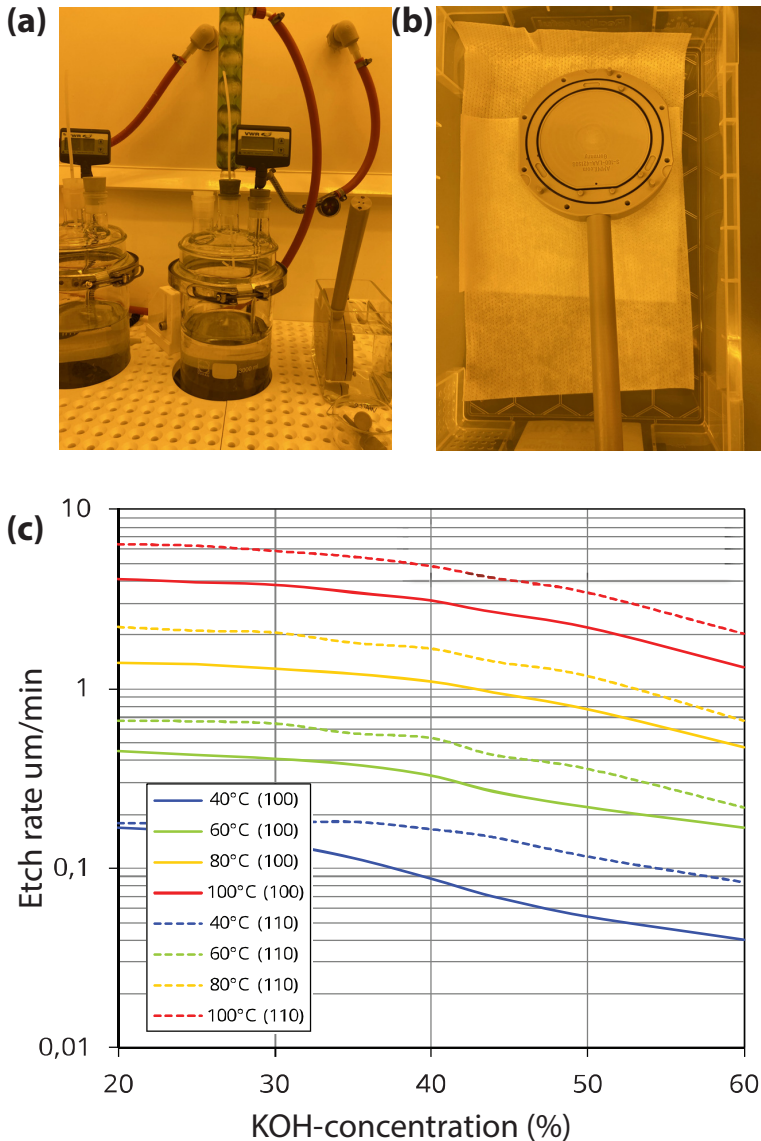 (a)
(b)
VWR
(c)
10
1
0,1
0,01
Etch rate um/min
40°C (100)
60°C (100)
80°C (100)
100°C (100)
40°C (110)
60°C (110)
80°C (110)
100°C (110)
20
30
40
50
60
KOH-concentration (%)